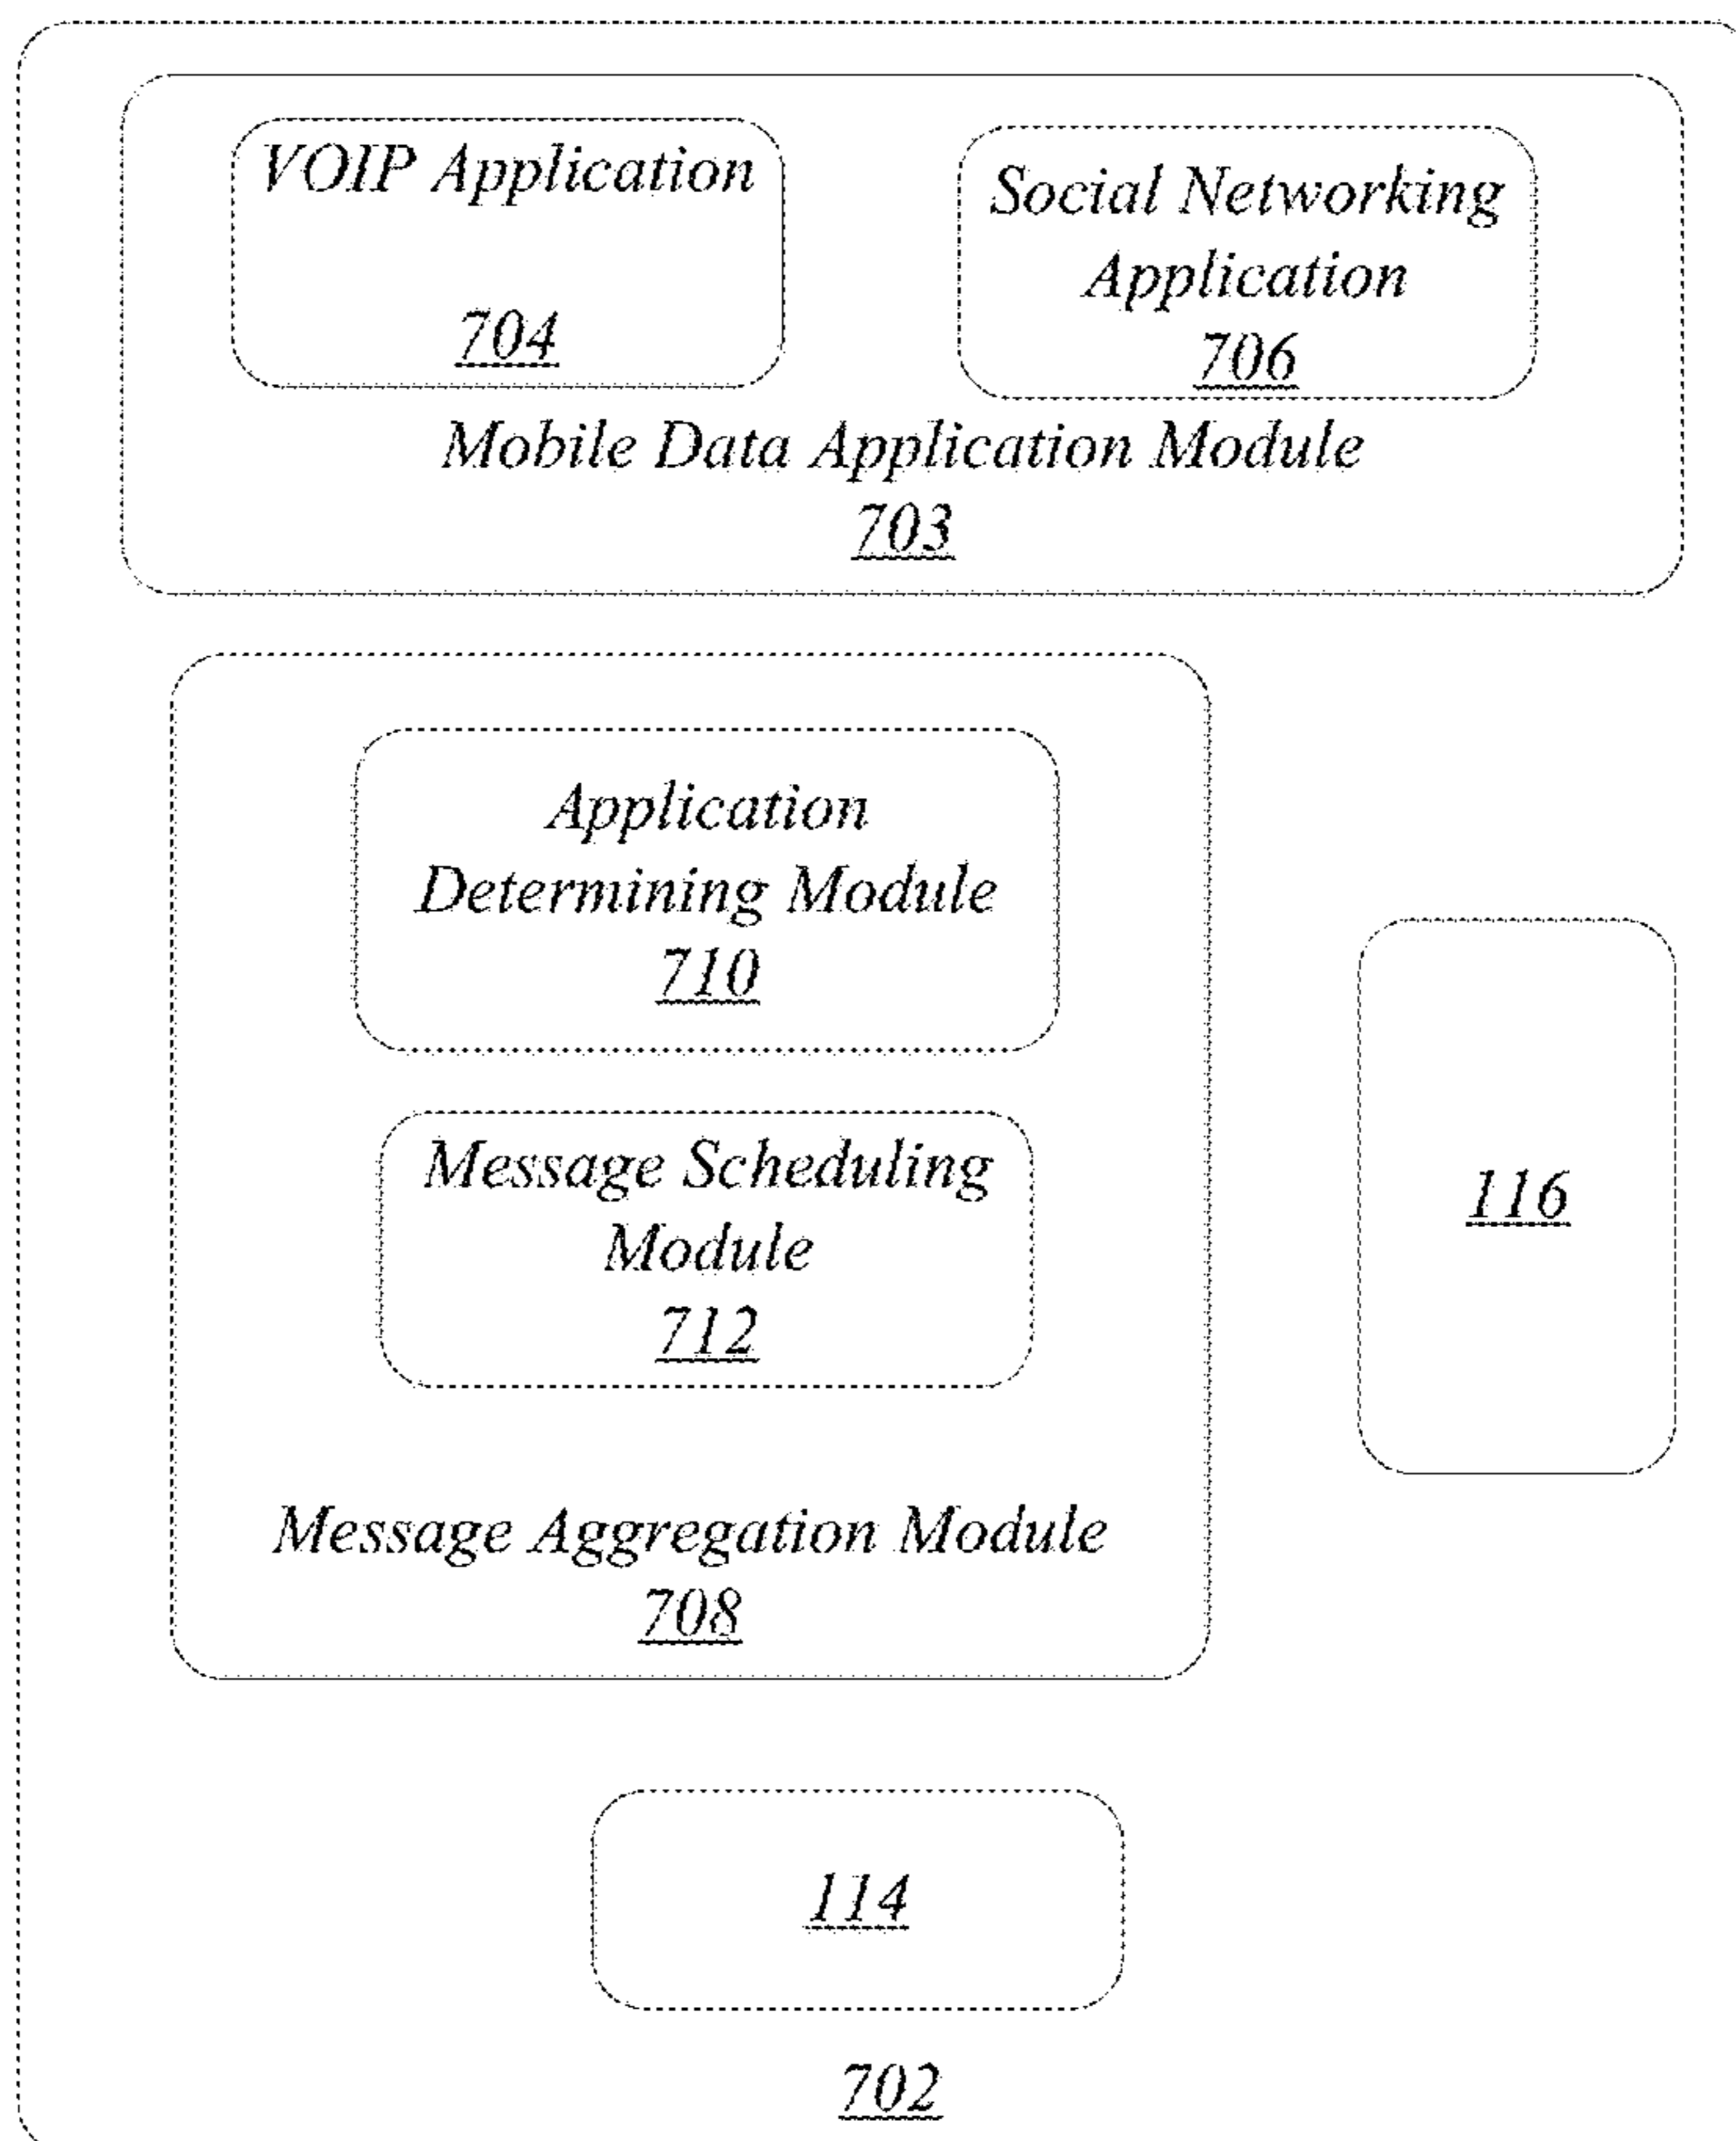 VOIP Application
704
Social Networking
Application
706
Mobile Data Application Module
703
Application
Determining Module
710
Message Scheduling
Module
712
Message Aggregation Module
708
116
114
702